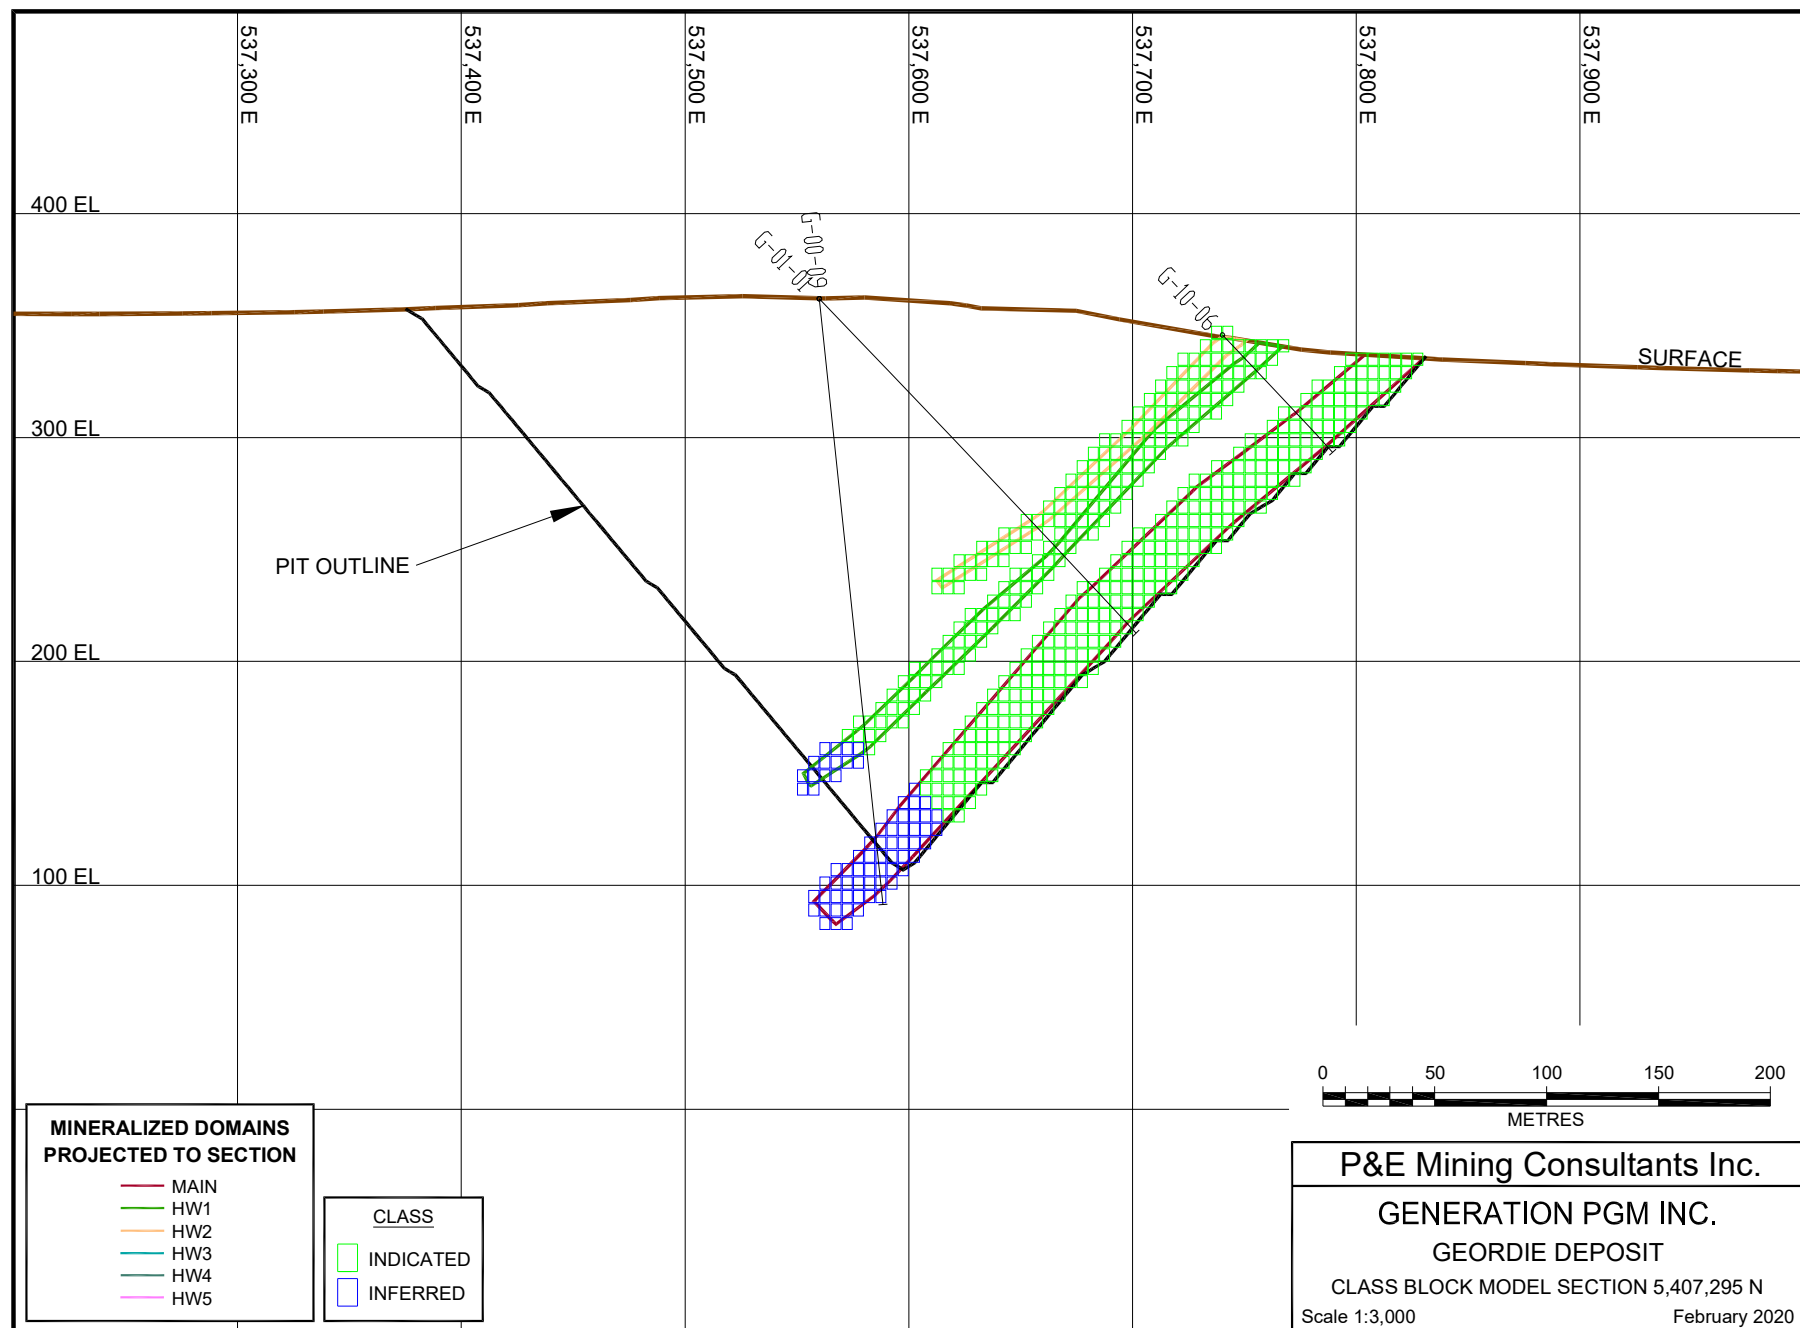 537,300 E
537,400 E
537,500 E
537,600 E
537,700 E
537,800 E
537,900 E
400 EL
300 EL
200 EL
100 EL
G-01-01
G-00-09
G-10-06
SURFACE
PIT OUTLINE
0 50 100 150 200
METRES
MINERALIZED DOMAINS
PROJECTED TO SECTION
MAIN
HW1
HW2
HW3
HW4
HW5
CLASS
INDICATED
INFERRED
P&E Mining Consultants Inc.
GENERATION PGM INC.
GEORDIE DEPOSIT
CLASS BLOCK MODEL SECTION 5,407,295 N
Scale 1:3,000 February 2020